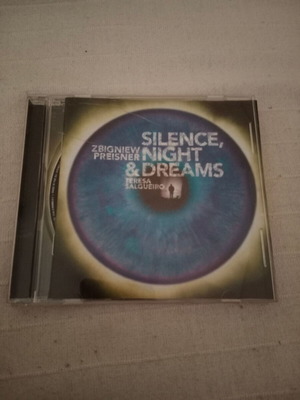 ZBIGNIEW
PREISNER
SILENCE,
NIGHT
& DREAMS
TERESA
SALGUEIRO